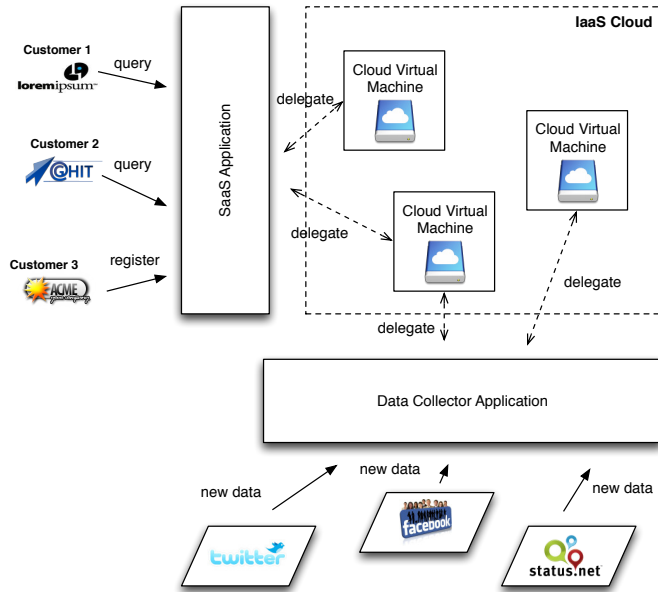 IaaS Cloud
Customer 1
query
loremipsum
Customer 2
query
QHIT
Customer 3
register
ACME
SaaS Application
delegate
Cloud Virtual
Machine
Cloud Virtual
Machine
delegate
Cloud Virtual
Machine
delegate
delegate
Data Collector Application
new data
new data
new data
twitter
facebook
status.net